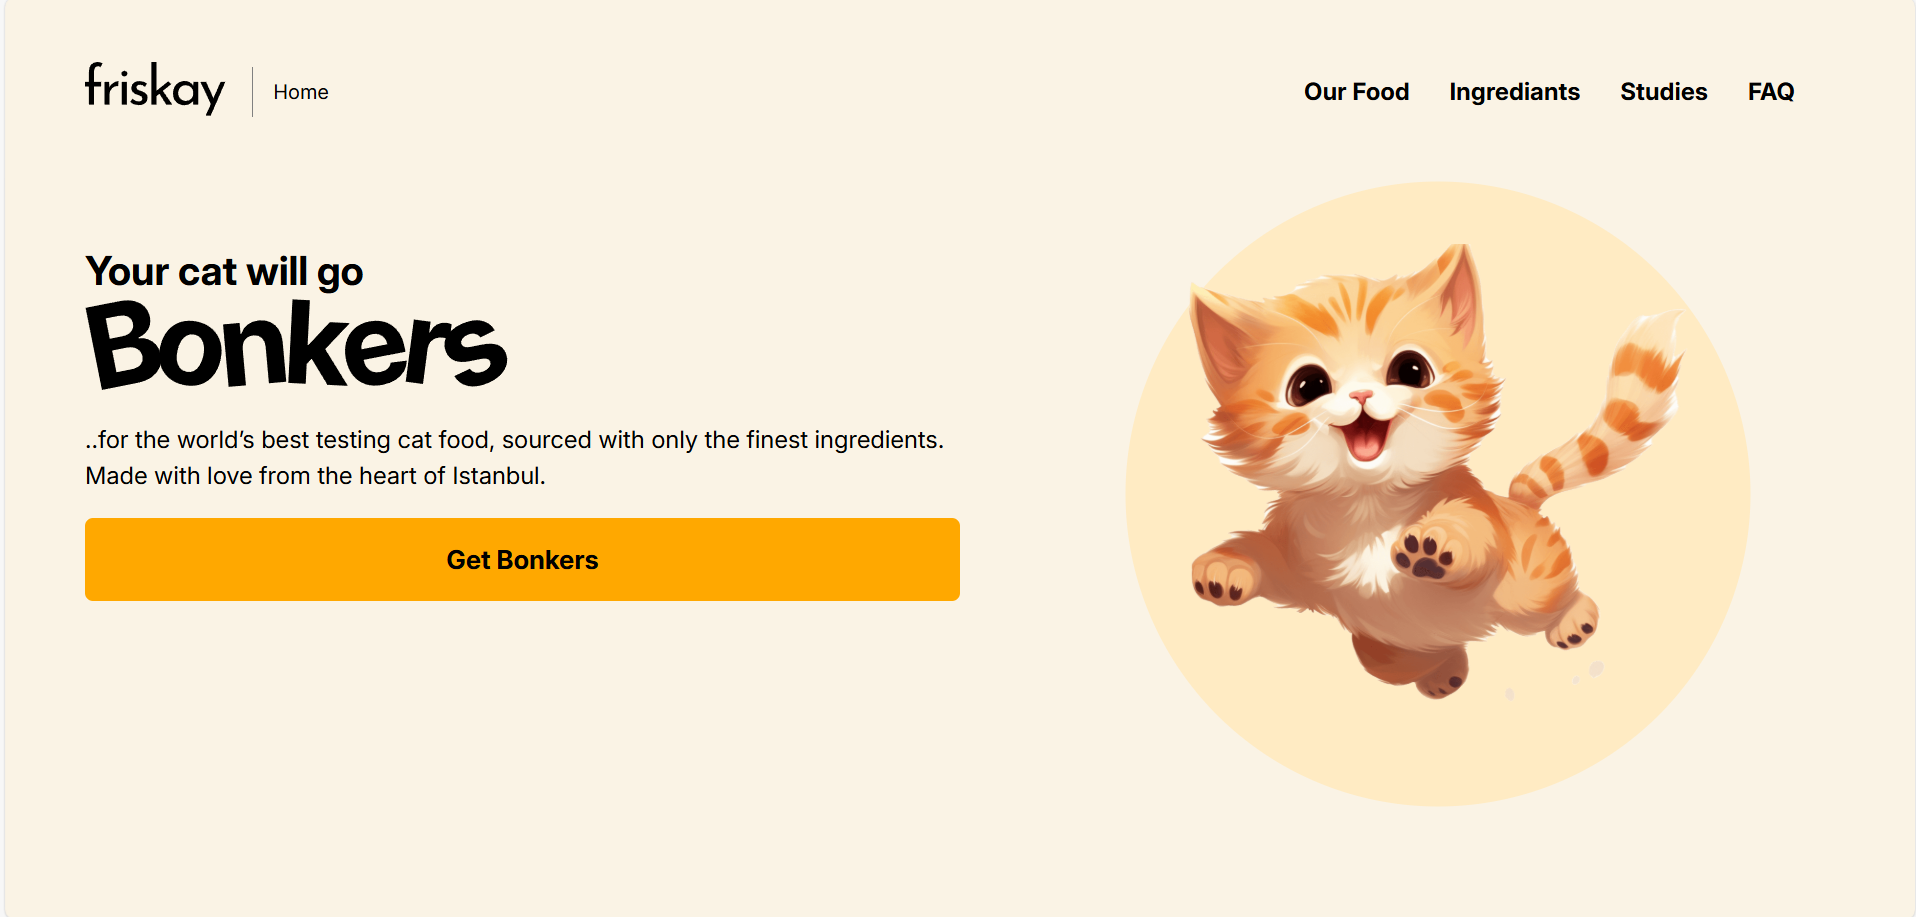 friskay
Home
Our Food
Ingrediants
Studies
FAQ
Your cat will go
Bonkers
..for the world’s best testing cat food, sourced with only the finest ingredients.
Made with love from the heart of Istanbul.
Get Bonkers